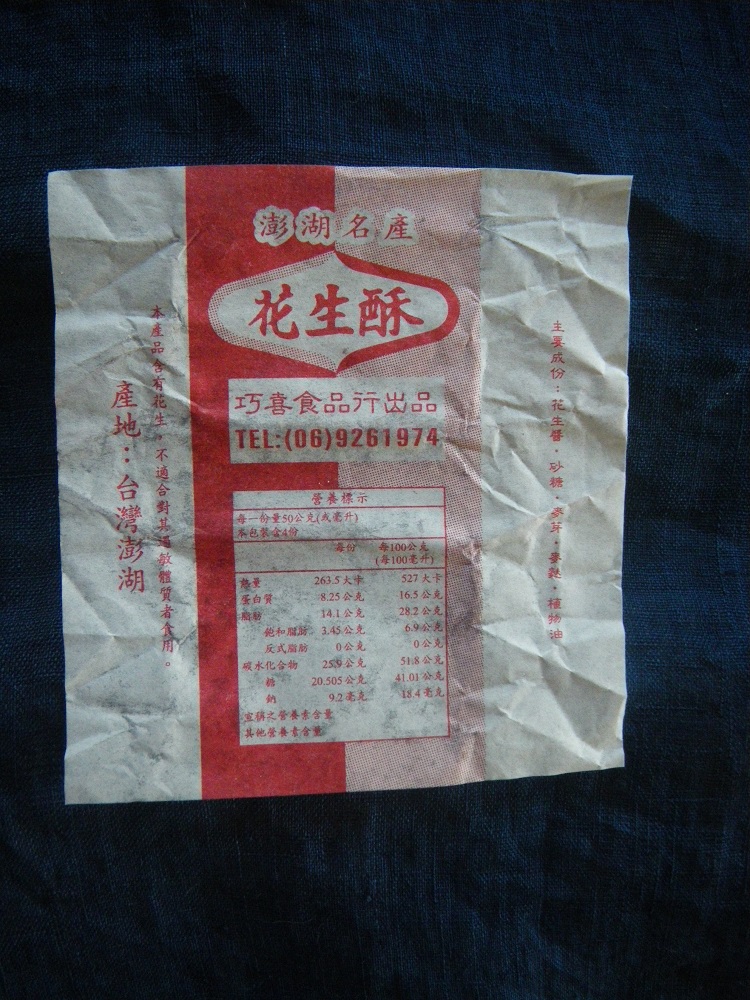 澎湖名產
花生酥
巧喜食品行出品
TEL:(06)9261974
營養標示
每一份量50公克(或毫升)
本包裝含4份
每份 每100公克
(每100毫升)
熱量 263.5大卡 527大卡
蛋白質 8.25公克 16.5公克
脂肪 14.1公克 28.2公克
飽和脂肪 3.45公克 6.9公克
反式脂肪 0公克 0公克
碳水化合物 25.9公克 51.8公克
糖 20.505公克 41.01公克
鈉 9.2毫克 18.4毫克
宣稱之營養素含量
其他營養素含量
主要成份：花生醬・砂糖・麥芽・麥麩・植物油
本產品含有花生，不適合對其過敏體質者食用。
產地：台灣澎湖